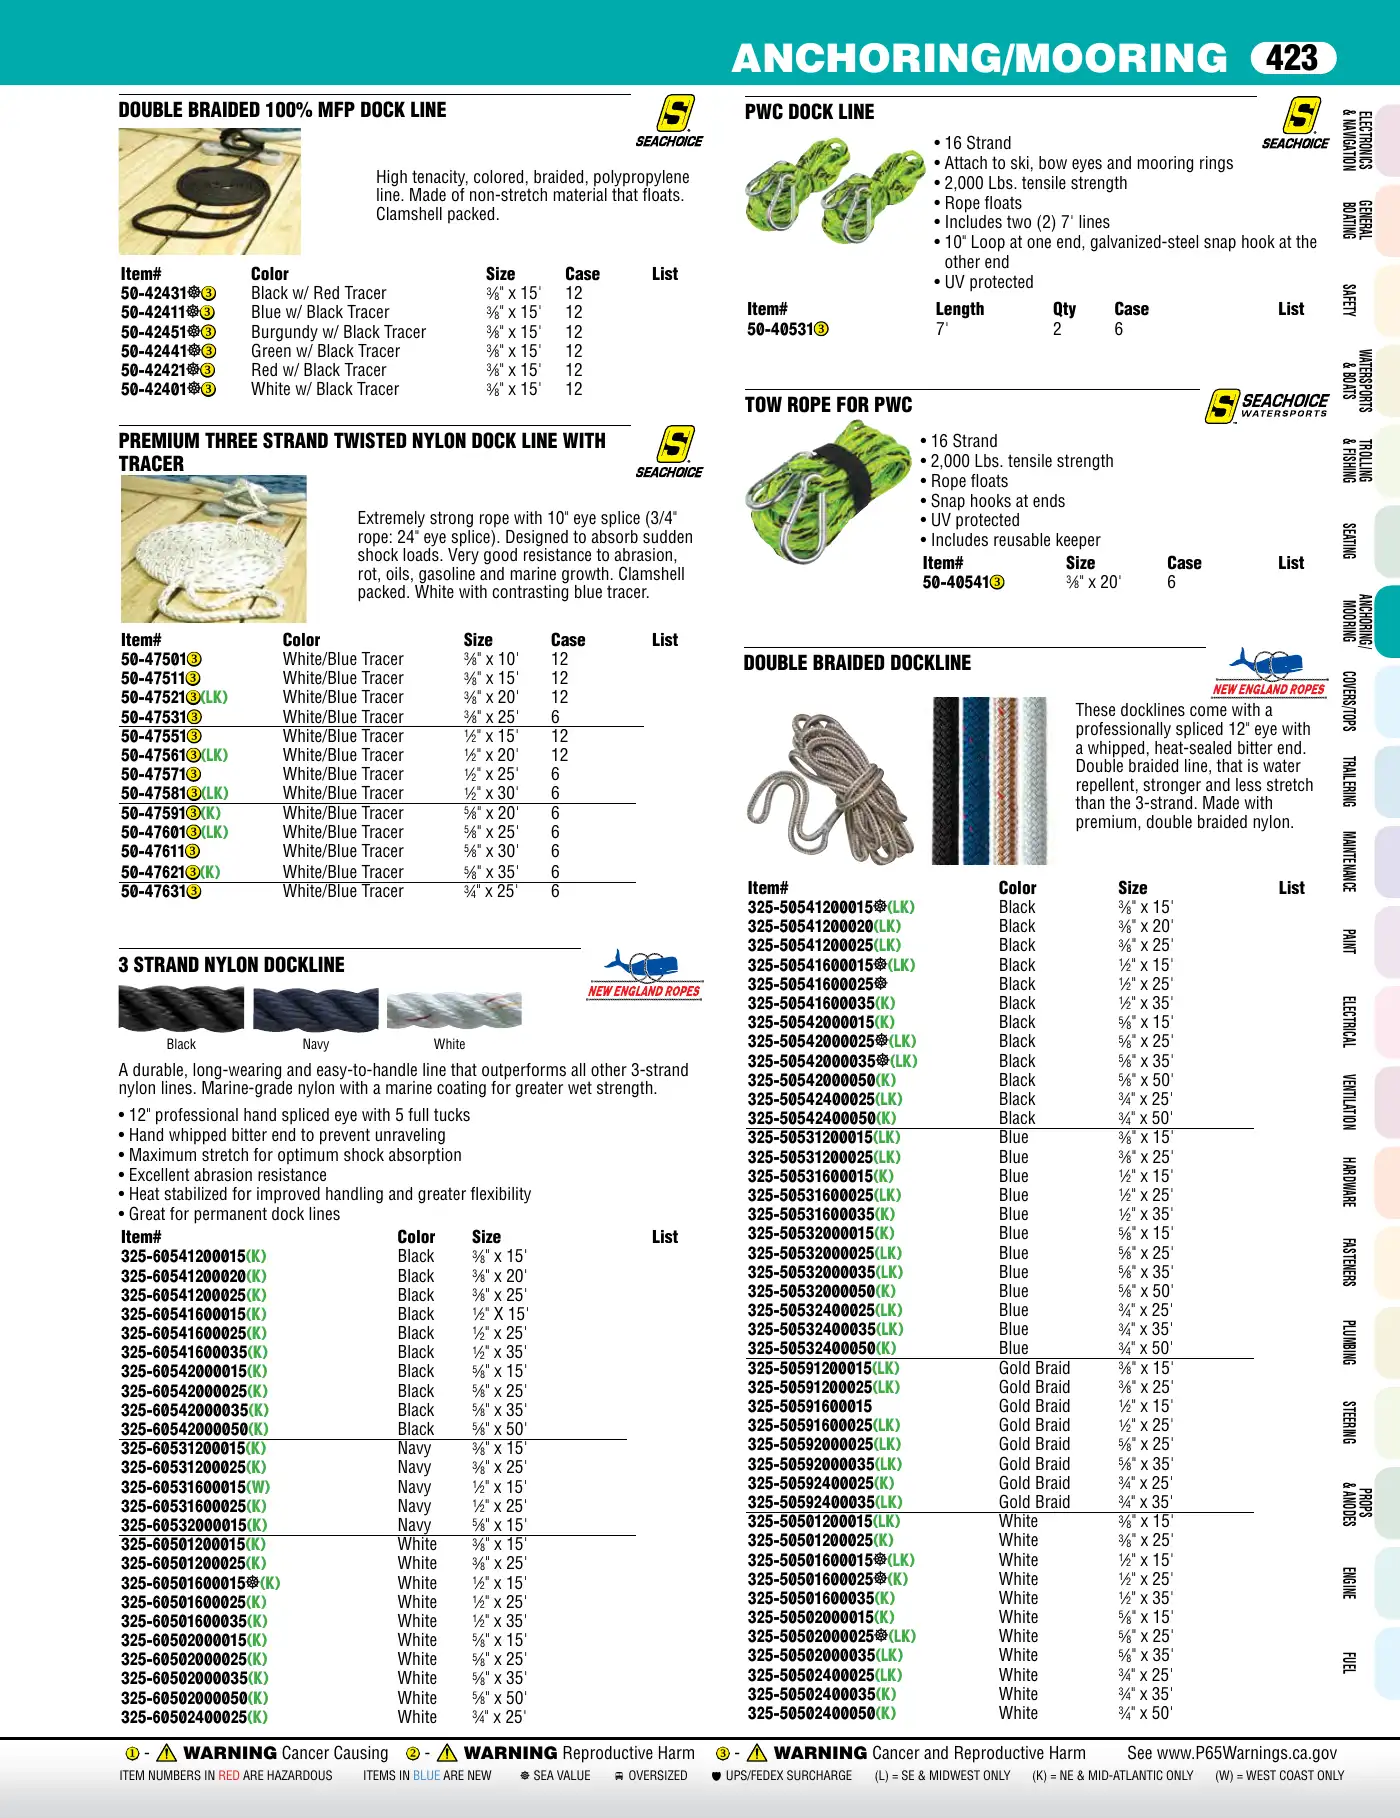 ANCHORING/MOORING 423
DOUBLE BRAIDED 100% MFP DOCK LINE
SEACHOICE
High tenacity, colored, braided, polypropylene
line. Made of non-stretch material that floats.
Clamshell packed.
Item# Color Size Case List
50-42431③ Black w/ Red Tracer 3⁄8" x 15' 12
50-42411③ Blue w/ Black Tracer 3⁄8" x 15' 12
50-42451③ Burgundy w/ Black Tracer 3⁄8" x 15' 12
50-42441③ Green w/ Black Tracer 3⁄8" x 15' 12
50-42421③ Red w/ Black Tracer 3⁄8" x 15' 12
50-42401③ White w/ Black Tracer 3⁄8" x 15' 12
PREMIUM THREE STRAND TWISTED NYLON DOCK LINE WITH
TRACER
SEACHOICE
Extremely strong rope with 10" eye splice (3/4"
rope: 24" eye splice). Designed to absorb sudden
shock loads. Very good resistance to abrasion,
rot, oils, gasoline and marine growth. Clamshell
packed. White with contrasting blue tracer.
Item# Color Size Case List
50-47501③ White/Blue Tracer 3⁄8" x 10' 12
50-47511③ White/Blue Tracer 3⁄8" x 15' 12
50-47521③(LK) White/Blue Tracer 3⁄8" x 20' 12
50-47531③ White/Blue Tracer 3⁄8" x 25' 6
50-47551③ White/Blue Tracer 1⁄2" x 15' 12
50-47561③(LK) White/Blue Tracer 1⁄2" x 20' 12
50-47571③ White/Blue Tracer 1⁄2" x 25' 6
50-47581③(LK) White/Blue Tracer 1⁄2" x 30' 6
50-47591③(K) White/Blue Tracer 5⁄8" x 20' 6
50-47601③(LK) White/Blue Tracer 5⁄8" x 25' 6
50-47611③ White/Blue Tracer 5⁄8" x 30' 6
50-47621③(K) White/Blue Tracer 5⁄8" x 35' 6
50-47631③ White/Blue Tracer 3⁄4" x 25' 6
3 STRAND NYLON DOCKLINE
NEW ENGLAND ROPES
Black Navy White
A durable, long-wearing and easy-to-handle line that outperforms all other 3-strand
nylon lines. Marine-grade nylon with a marine coating for greater wet strength.
• 12" professional hand spliced eye with 5 full tucks
• Hand whipped bitter end to prevent unraveling
• Maximum stretch for optimum shock absorption
• Excellent abrasion resistance
• Heat stabilized for improved handling and greater flexibility
• Great for permanent dock lines
Item# Color Size List
325-60541200015(K) Black 3⁄8" x 15'
325-60541200020(K) Black 3⁄8" x 20'
325-60541200025(K) Black 3⁄8" x 25'
325-60541600015(K) Black 1⁄2" X 15'
325-60541600025(K) Black 1⁄2" x 25'
325-60541600035(K) Black 1⁄2" x 35'
325-60542000015(K) Black 5⁄8" x 15'
325-60542000025(K) Black 5⁄8" x 25'
325-60542000035(K) Black 5⁄8" x 35'
325-60542000050(K) Black 5⁄8" x 50'
325-60531200015(K) Navy 3⁄8" x 15'
325-60531200025(K) Navy 3⁄8" x 25'
325-60531600015(W) Navy 1⁄2" x 15'
325-60531600025(K) Navy 1⁄2" x 25'
325-60532000015(K) Navy 5⁄8" x 15'
325-60501200015(K) White 3⁄8" x 15'
325-60501200025(K) White 3⁄8" x 25'
325-60501600015(K) White 1⁄2" x 15'
325-60501600025(K) White 1⁄2" x 25'
325-60501600035(K) White 1⁄2" x 35'
325-60502000015(K) White 5⁄8" x 15'
325-60502000025(K) White 5⁄8" x 25'
325-60502000035(K) White 5⁄8" x 35'
325-60502000050(K) White 5⁄8" x 50'
325-60502400025(K) White 3⁄4" x 25'
PWC DOCK LINE
SEACHOICE
• 16 Strand
• Attach to ski, bow eyes and mooring rings
• 2,000 Lbs. tensile strength
• Rope floats
• Includes two (2) 7' lines
• 10" Loop at one end, galvanized-steel snap hook at the
other end
• UV protected
Item# Length Qty Case List
50-40531③ 7' 2 6
TOW ROPE FOR PWC
SEACHOICE
WATERSPORTS
• 16 Strand
• 2,000 Lbs. tensile strength
• Rope floats
• Snap hooks at ends
• UV protected
• Includes reusable keeper
Item# Size Case List
50-40541③ 3⁄8" x 20' 6
DOUBLE BRAIDED DOCKLINE
NEW ENGLAND ROPES
These docklines come with a
professionally spliced 12" eye with
a whipped, heat-sealed bitter end.
Double braided line, that is water
repellent, stronger and less stretch
than the 3-strand. Made with
premium, double braided nylon.
Item# Color Size List
325-50541200015(LK) Black 3⁄8" x 15'
325-50541200020(LK) Black 3⁄8" x 20'
325-50541200025(LK) Black 3⁄8" x 25'
325-50541600015(LK) Black 1⁄2" x 15'
325-50541600025 Black 1⁄2" x 25'
325-50541600035(K) Black 1⁄2" x 35'
325-50542000015(K) Black 5⁄8" x 15'
325-50542000025(LK) Black 5⁄8" x 25'
325-50542000035(LK) Black 5⁄8" x 35'
325-50542000050(K) Black 5⁄8" x 50'
325-50542400025(LK) Black 3⁄4" x 25'
325-50542400050(K) Black 3⁄4" x 50'
325-50531200015(LK) Blue 3⁄8" x 15'
325-50531200025(LK) Blue 3⁄8" x 25'
325-50531600015(K) Blue 1⁄2" x 15'
325-50531600025(LK) Blue 1⁄2" x 25'
325-50531600035(K) Blue 1⁄2" x 35'
325-50532000015(K) Blue 5⁄8" x 15'
325-50532000025(LK) Blue 5⁄8" x 25'
325-50532000035(LK) Blue 5⁄8" x 35'
325-50532000050(K) Blue 5⁄8" x 50'
325-50532400025(LK) Blue 3⁄4" x 25'
325-50532400035(LK) Blue 3⁄4" x 35'
325-50532400050(K) Blue 3⁄4" x 50'
325-50591200015(LK) Gold Braid 3⁄8" x 15'
325-50591200025(LK) Gold Braid 3⁄8" x 25'
325-50591600015 Gold Braid 1⁄2" x 15'
325-50591600025(LK) Gold Braid 1⁄2" x 25'
325-50592000025(LK) Gold Braid 5⁄8" x 25'
325-50592000035(LK) Gold Braid 5⁄8" x 35'
325-50592400025(K) Gold Braid 3⁄4" x 25'
325-50592400035(LK) Gold Braid 3⁄4" x 35'
325-50501200015(LK) White 3⁄8" x 15'
325-50501200025(K) White 3⁄8" x 25'
325-50501600015(LK) White 1⁄2" x 15'
325-50501600025(K) White 1⁄2" x 25'
325-50501600035(K) White 1⁄2" x 35'
325-50502000015(K) White 5⁄8" x 15'
325-50502000025(LK) White 5⁄8" x 25'
325-50502000035(LK) White 5⁄8" x 35'
325-50502400025(LK) White 3⁄4" x 25'
325-50502400035(K) White 3⁄4" x 35'
325-50502400050(K) White 3⁄4" x 50'
ELECTRONICS
& NAVIGATION
GENERAL
BOATING
SAFETY
WATERSPORTS
& BOATS
TROLLING
& FISHING
SEATING
ANCHORING/
MOORING
COVERS/TOPS
TRAILERING
MAINTENANCE
PAINT
ELECTRICAL
VENTILATION
HARDWARE
FASTENERS
PLUMBING
STEERING
PROPS
& ANODES
ENGINE
FUEL
① - WARNING Cancer Causing ② - WARNING Reproductive Harm ③ - WARNING Cancer and Reproductive Harm See www.P65Warnings.ca.gov
ITEM NUMBERS IN RED ARE HAZARDOUS ITEMS IN BLUE ARE NEW SEA VALUE OVERSIZED UPS/FEDEX SURCHARGE (L) = SE & MIDWEST ONLY (K) = NE & MID-ATLANTIC ONLY (W) = WEST COAST ONLY